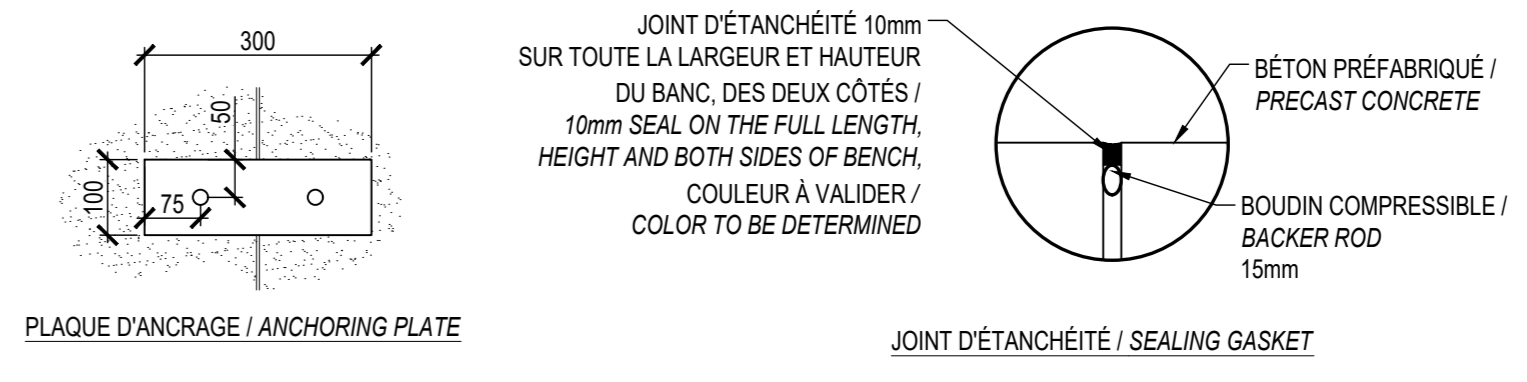 300
50
100
75
PLAQUE D'ANCRAGE / ANCHORING PLATE
JOINT D'ÉTANCHÉITÉ 10mm
SUR TOUTE LA LARGEUR ET HAUTEUR
DU BANC, DES DEUX CÔTÉS /
10mm SEAL ON THE FULL LENGTH,
HEIGHT AND BOTH SIDES OF BENCH,
COULEUR À VALIDER /
COLOR TO BE DETERMINED
BÉTON PRÉFABRIQUÉ /
PRECAST CONCRETE
BOUDIN COMPRESSIBLE /
BACKER ROD
15mm
JOINT D'ÉTANCHÉITÉ / SEALING GASKET